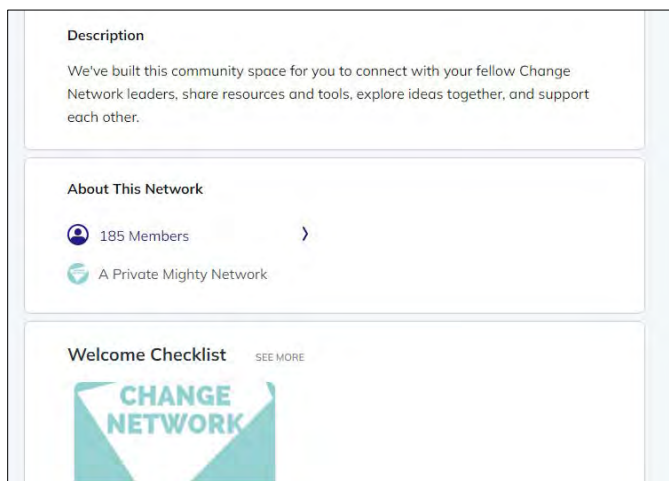 Description
We've built this community space for you to connect with your fellow Change
Network leaders, share resources and tools, explore ideas together, and support
each other.
About This Network
185 Members
A Private Mighty Network
Welcome Checklist SEE MORE
CHANGE
NETWORK